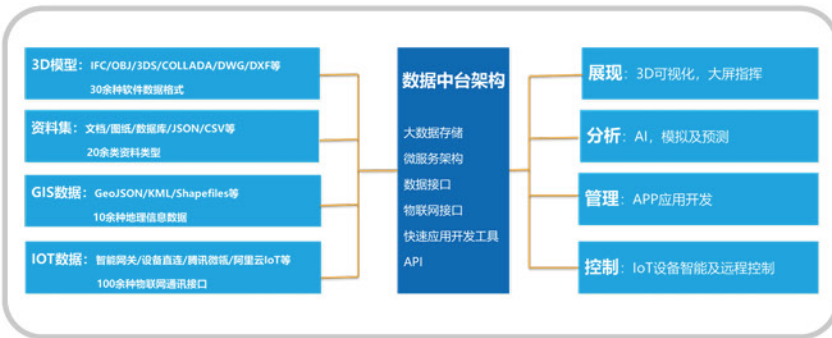 3D模型：IFC/OBJ/3DS/COLLADA/DWG/DXF等
30余种软件数据格式
资料集：文档/图纸/数据库/JSON/CSV等
20余类资料类型
GIS数据：GeoJSON/KML/Shapefiles等
10余种地理信息数据
IOT数据：智能网关/设备直连/腾讯微瓴/阿里云IoT等
100余种物联网通讯接口
数据中台架构
大数据存储
微服务架构
数据接口
物联网接口
快速应用开发工具
API
展现：3D可视化，大屏指挥
分析：AI，模拟及预测
管理：APP应用开发
控制：IoT设备智能及远程控制